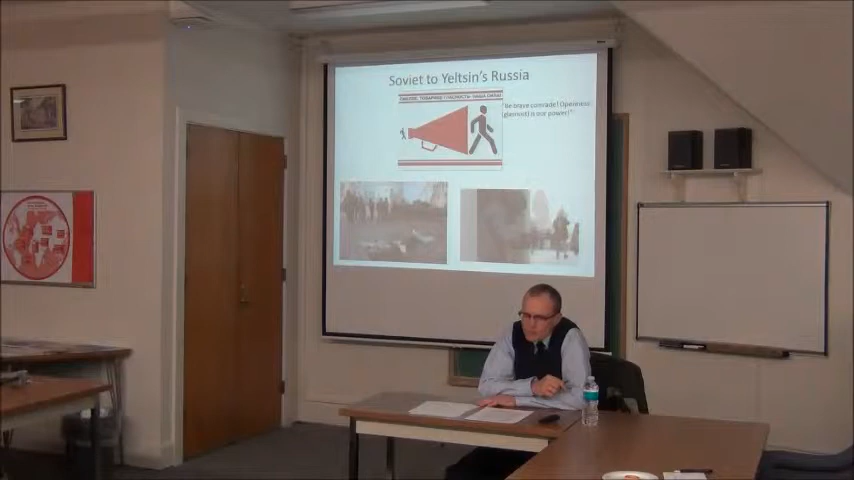 Soviet to Yeltsin's Russia
"Be brave comrade! Openness
(glasnost) is our power!"